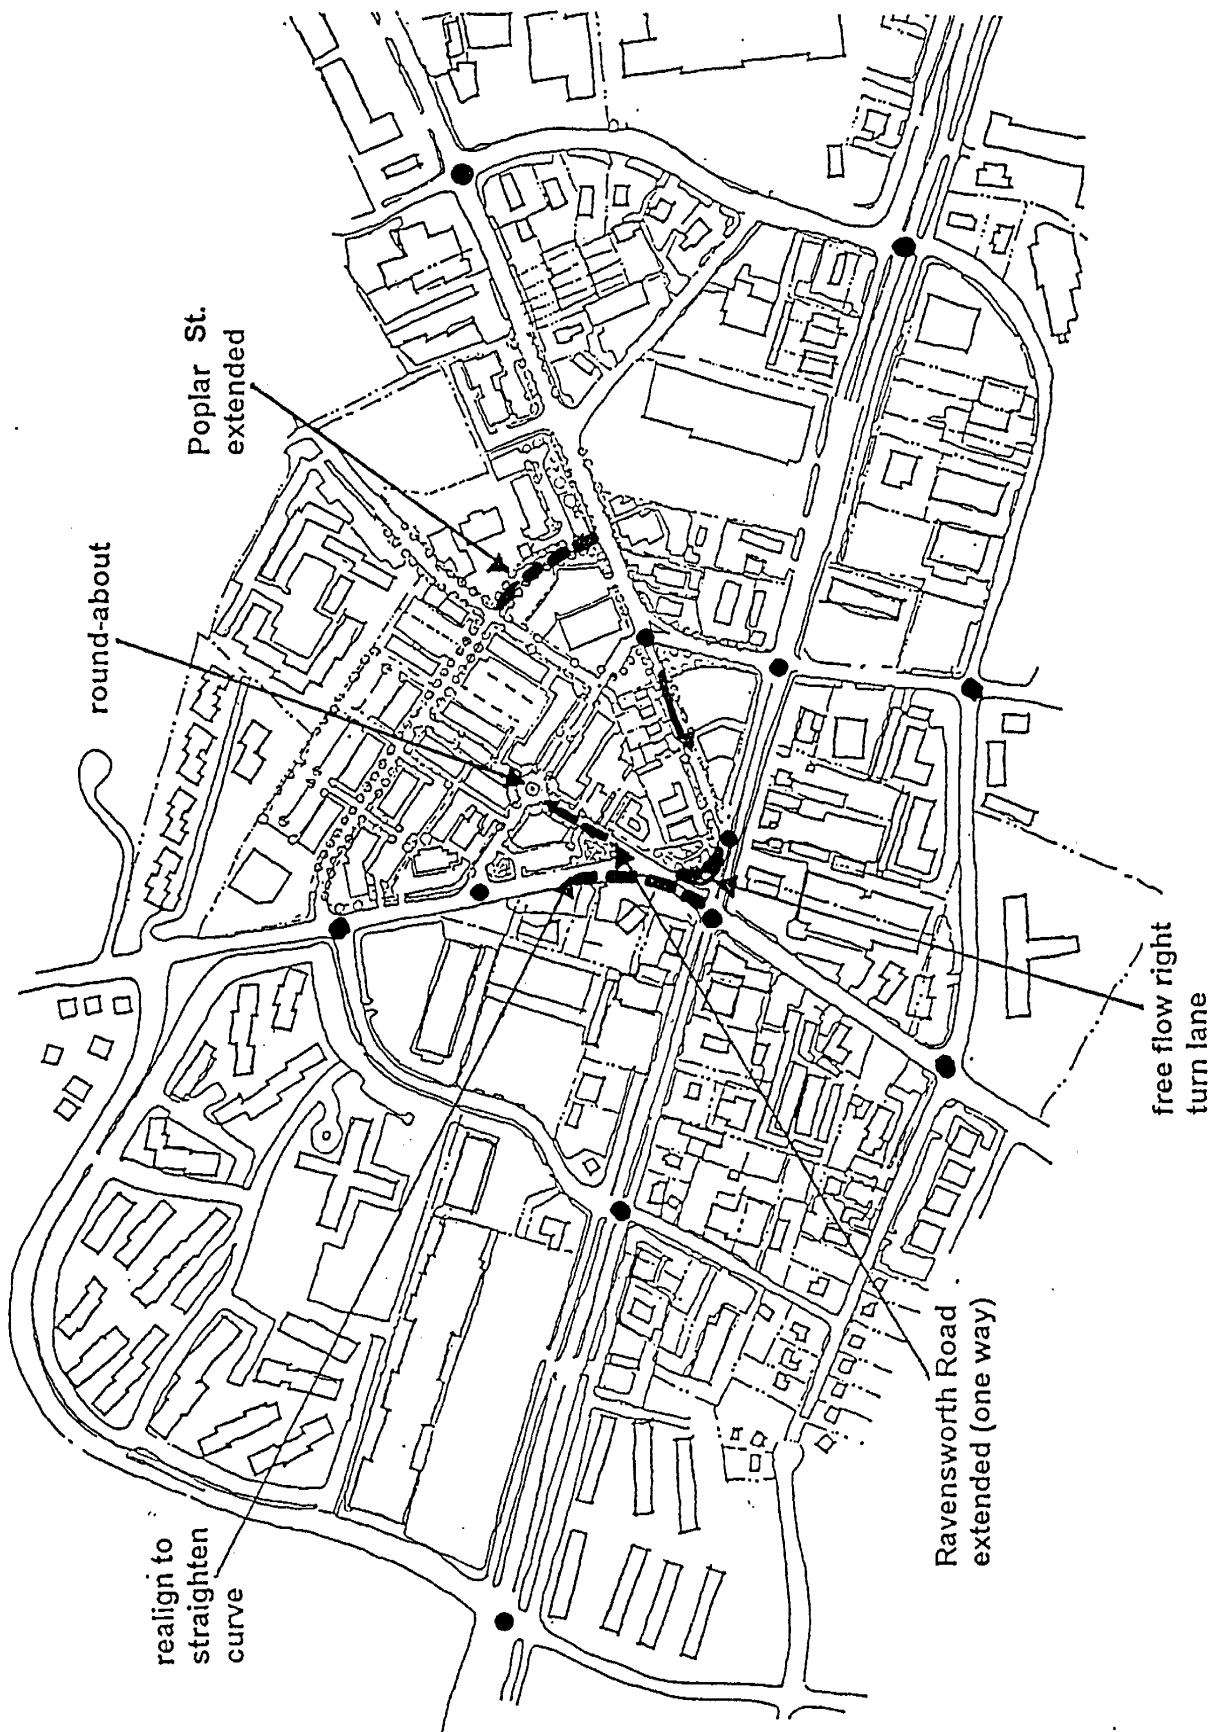 realign to
straighten
curve
round-about
Poplar St.
extended
Ravensworth Road
extended (one way)
free flow right
turn lane